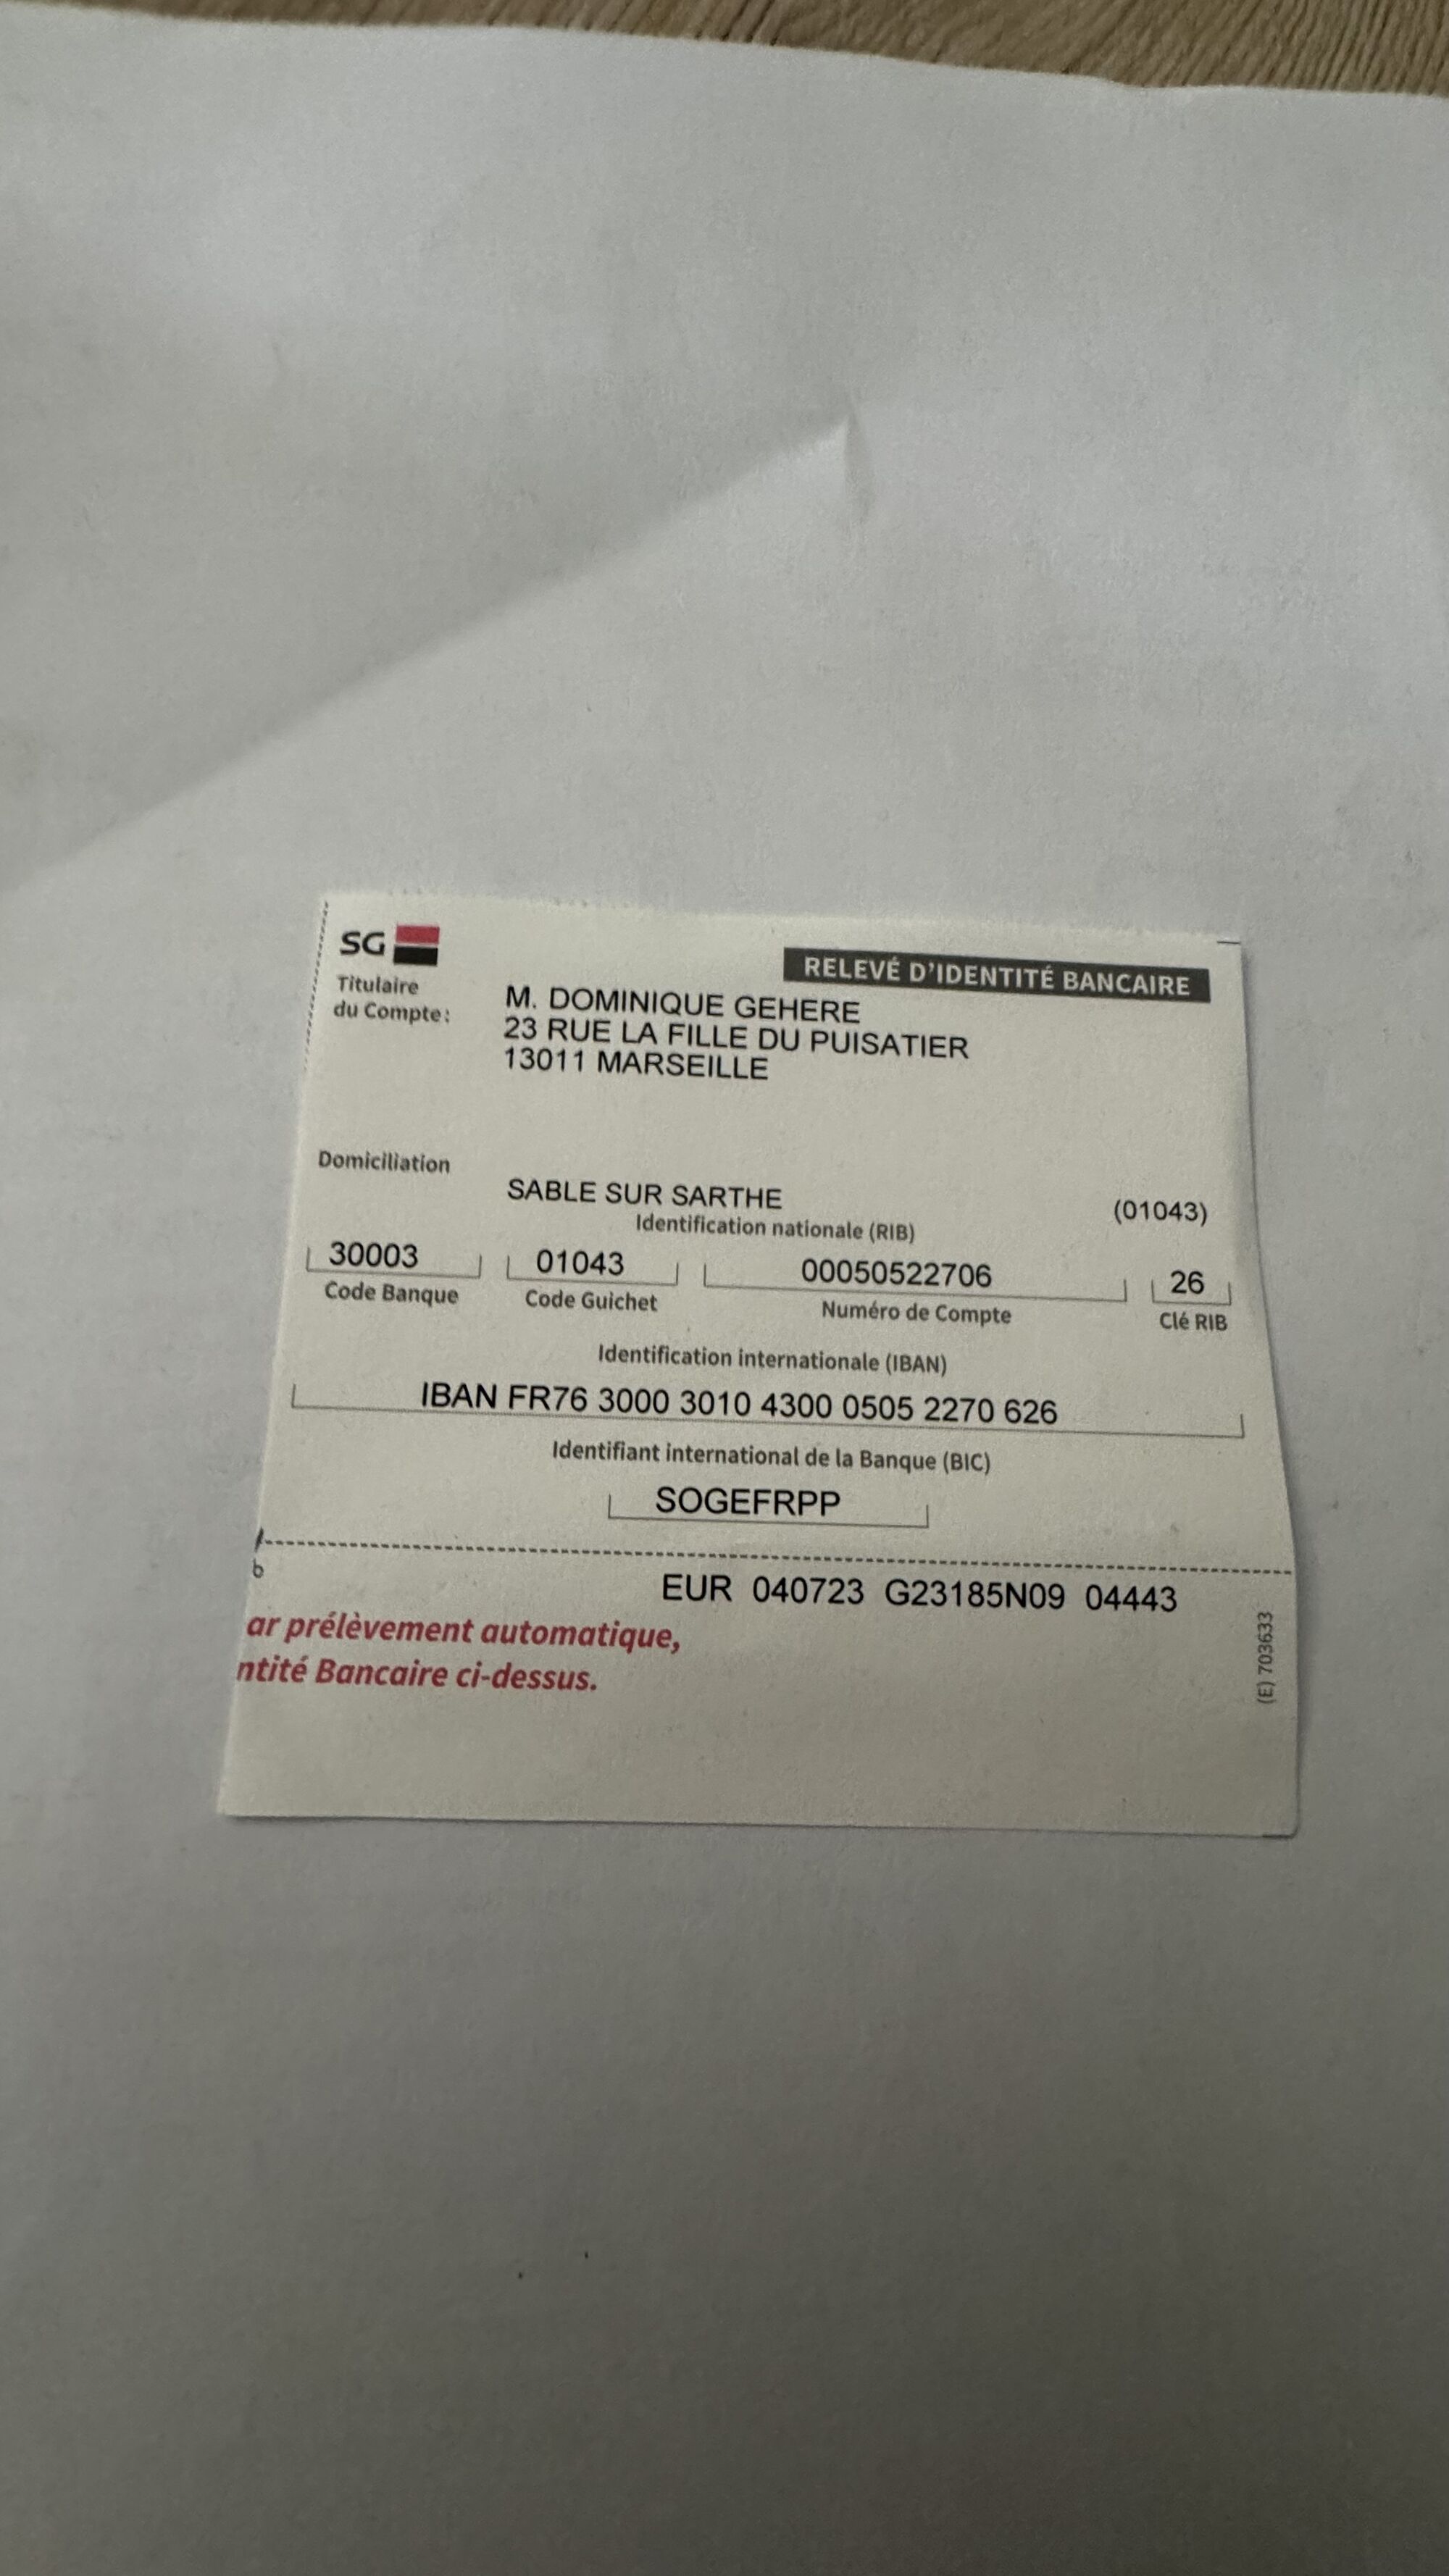 SG
RELEVÉ D'IDENTITÉ BANCAIRE
Titulaire
du Compte:
M. DOMINIQUE GEHERE
23 RUE LA FILLE DU PUISATIER
13011 MARSEILLE
Domiciliation
SABLE SUR SARTHE (01043)
Identification nationale (RIB)
30003 01043 00050522706 26
Code Banque Code Guichet Numéro de Compte Clé RIB
Identification internationale (IBAN)
IBAN FR76 3000 3010 4300 0505 2270 626
Identifiant international de la Banque (BIC)
SOGEFRPP
EUR 040723 G23185N09 04443
ar prélèvement automatique,
ntité Bancaire ci-dessus.
(E) 703633